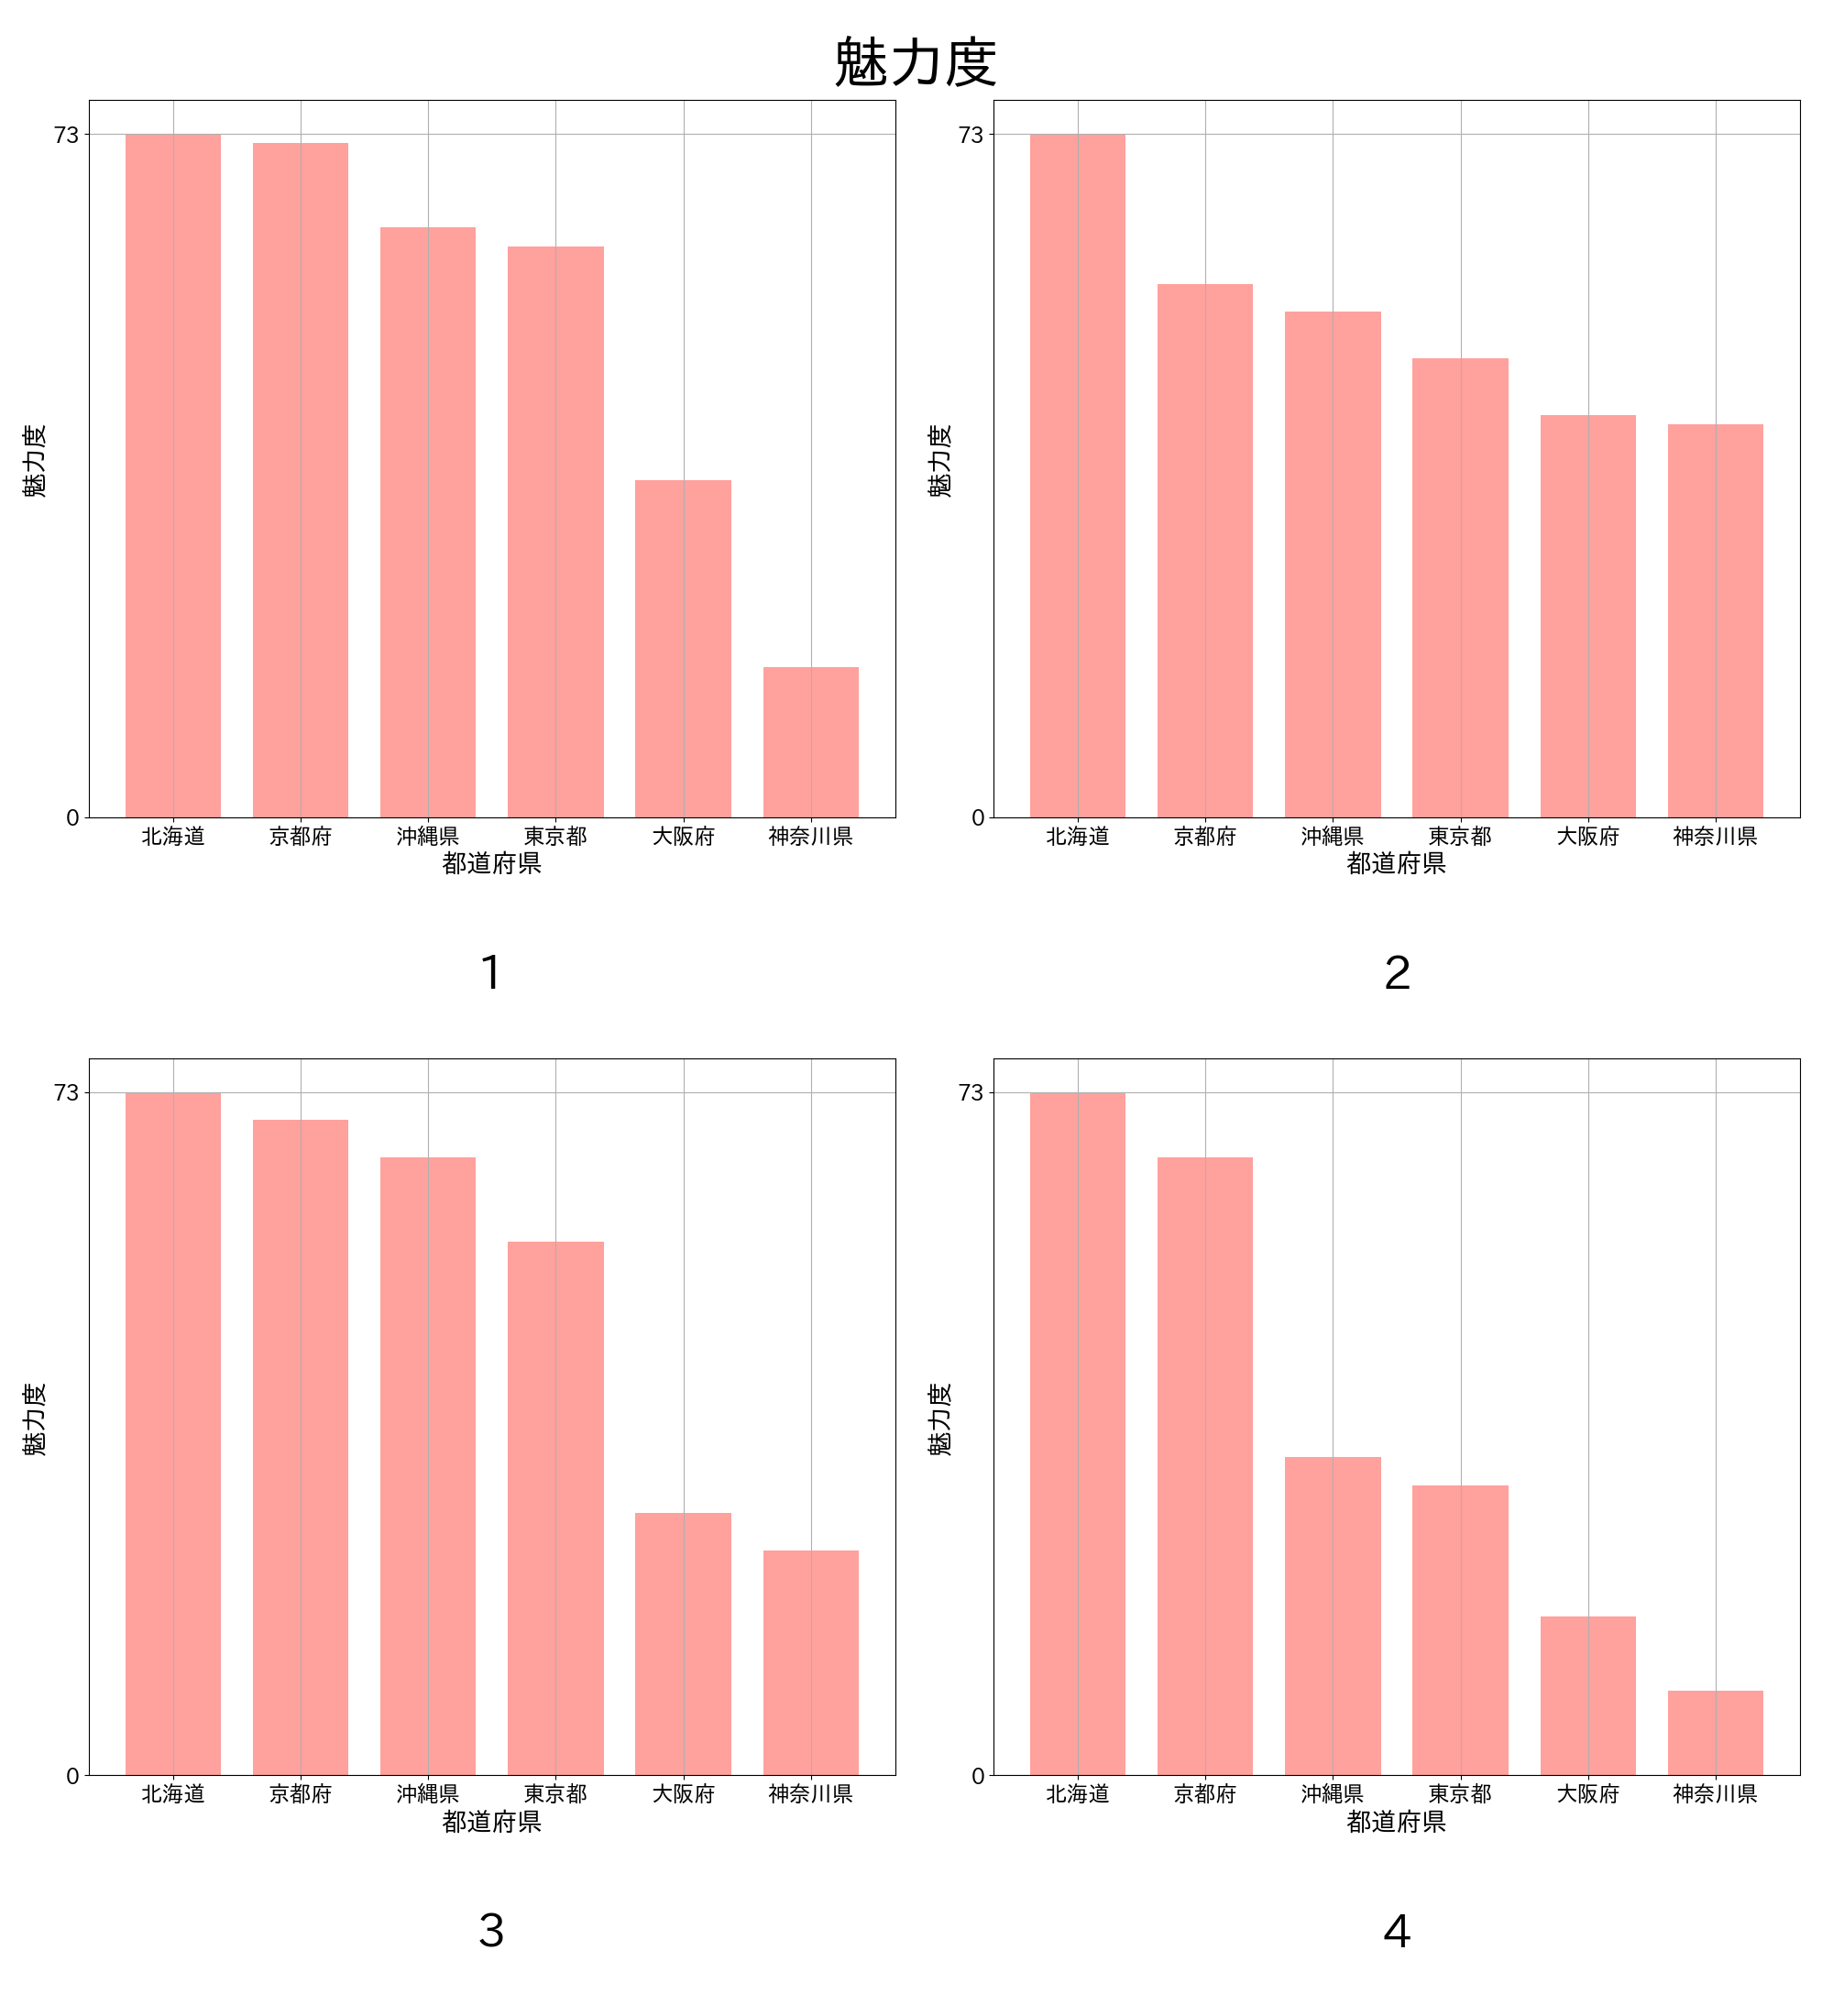 魅力度
73
0
魅力度
北海道 京都府 沖縄県 東京都 大阪府 神奈川県
都道府県
1
73
0
魅力度
北海道 京都府 沖縄県 東京都 大阪府 神奈川県
都道府県
2
73
0
魅力度
北海道 京都府 沖縄県 東京都 大阪府 神奈川県
都道府県
3
73
0
魅力度
北海道 京都府 沖縄県 東京都 大阪府 神奈川県
都道府県
4